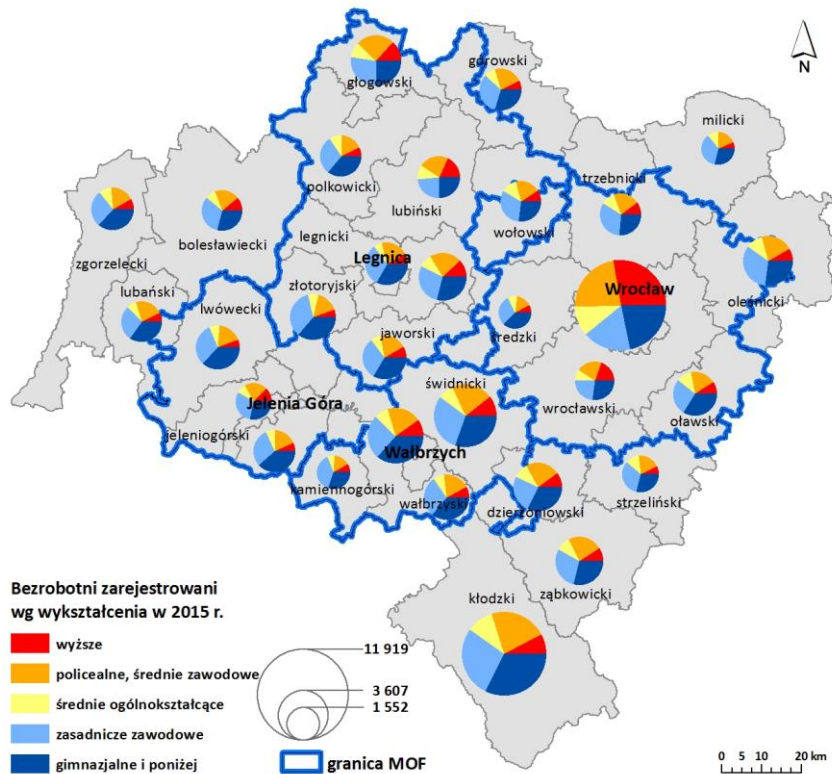 N
głogowski
górowski
milicki
polkowicki
lubiński
trzebnicki
wołowski
zgorzelecki
bolesławiecki
legnicki
Legnica
Wrocław
oleśnicki
lubański
lwówecki
złotoryjski
jaworski
średzki
Jelenia Góra
świdnicki
wrocławski
oławski
jeleniogórski
Wałbrzych
kamiennogórski
wałbrzyski
dzierżoniowski
strzeliński
kłodzki
ząbkowicki
Bezrobotni zarejestrowani
wg wykształcenia w 2015 r.
wyższe
policealne, średnie zawodowe
średnie ogólnokształcące
zasadnicze zawodowe
gimnazjalne i poniżej
11 919
3 607
1 552
granica MOF
0 5 10 20 km